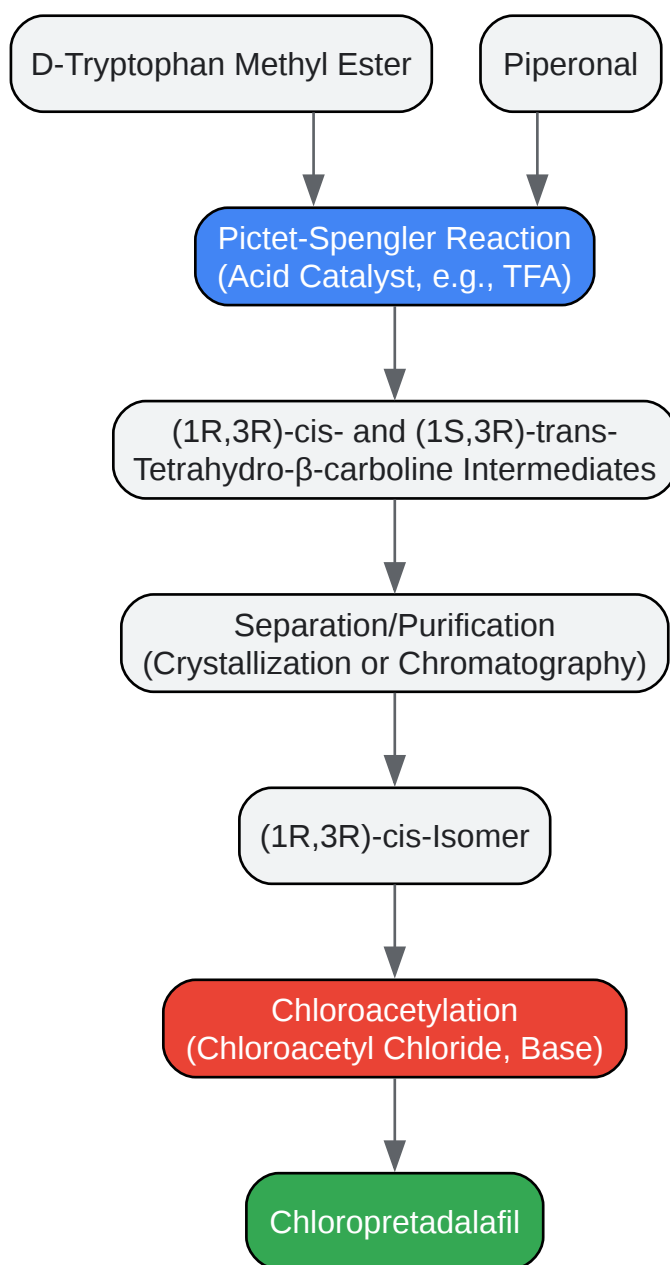 D-Tryptophan Methyl Ester
Piperonal
Pictet-Spengler Reaction
(Acid Catalyst, e.g., TFA)
(1R,3R)-cis- and (1S,3R)-trans-
Tetrahydro-β-carboline Intermediates
Separation/Purification
(Crystallization or Chromatography)
(1R,3R)-cis-Isomer
Chloroacetylation
(Chloroacetyl Chloride, Base)
Chloropretadalafil